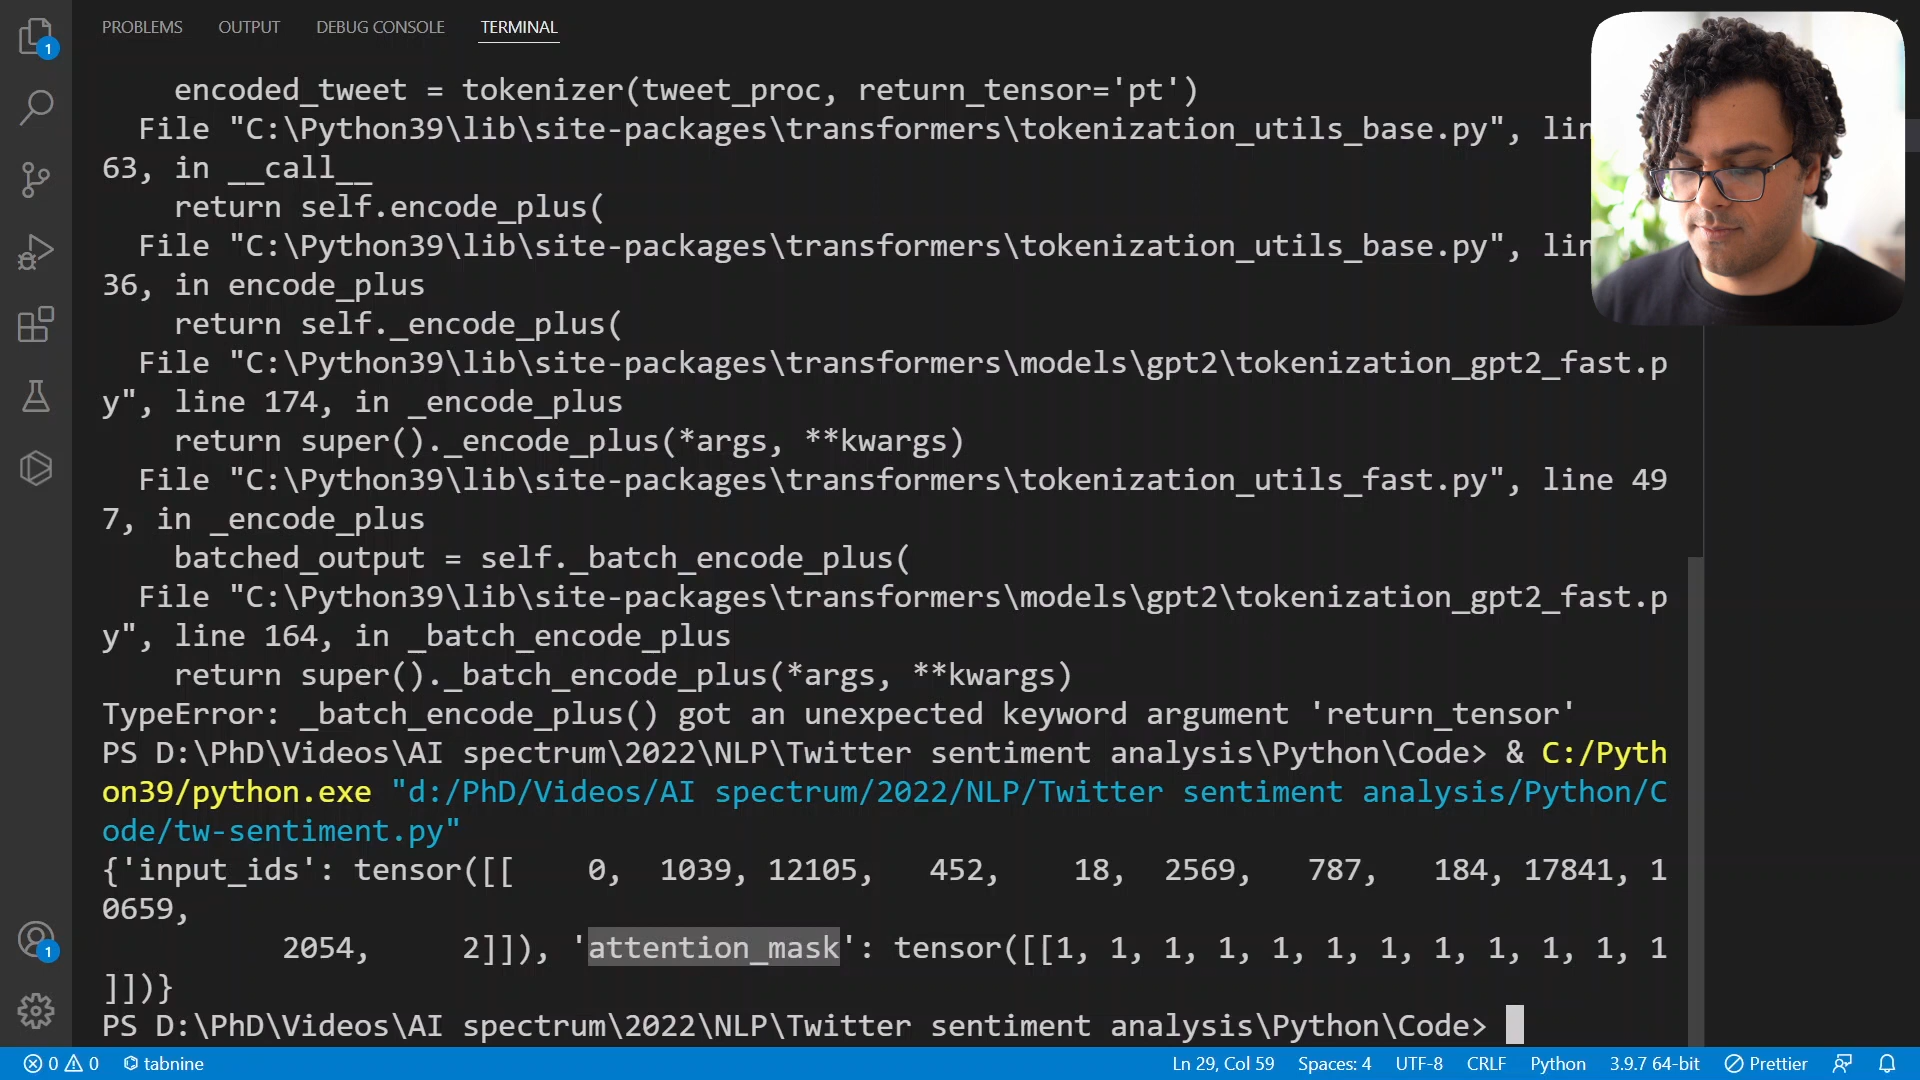 PROBLEMS OUTPUT DEBUG CONSOLE TERMINAL
1
encoded_tweet = tokenizer(tweet_proc, return_tensor='pt')
File "C:\Python39\lib\site-packages\transformers\tokenization_utils_base.py", lin
63, in __call__
return self.encode_plus(
File "C:\Python39\lib\site-packages\transformers\tokenization_utils_base.py", lin
36, in encode_plus
return self._encode_plus(
File "C:\Python39\lib\site-packages\transformers\models\gpt2\tokenization_gpt2_fast.p
y", line 174, in _encode_plus
return super()._encode_plus(*args, **kwargs)
File "C:\Python39\lib\site-packages\transformers\tokenization_utils_fast.py", line 49
7, in _encode_plus
batched_output = self._batch_encode_plus(
File "C:\Python39\lib\site-packages\transformers\models\gpt2\tokenization_gpt2_fast.p
y", line 164, in _batch_encode_plus
return super()._batch_encode_plus(*args, **kwargs)
TypeError: _batch_encode_plus() got an unexpected keyword argument 'return_tensor'
PS D:\PhD\Videos\AI spectrum\2022\NLP\Twitter sentiment analysis\Python\Code> & C:/Pyth
on39/python.exe "d:/PhD/Videos/AI spectrum/2022/NLP/Twitter sentiment analysis/Python/C
ode/tw-sentiment.py"
{'input_ids': tensor([[ 0, 1039, 12105, 452, 18, 2569, 787, 184, 17841, 1
0659,
2054, 2]]), 'attention_mask': tensor([[1, 1, 1, 1, 1, 1, 1, 1, 1, 1, 1, 1
]])}
PS D:\PhD\Videos\AI spectrum\2022\NLP\Twitter sentiment analysis\Python\Code>
1
0 0 tabnine Ln 29, Col 59 Spaces: 4 UTF-8 CRLF Python 3.9.7 64-bit Prettier